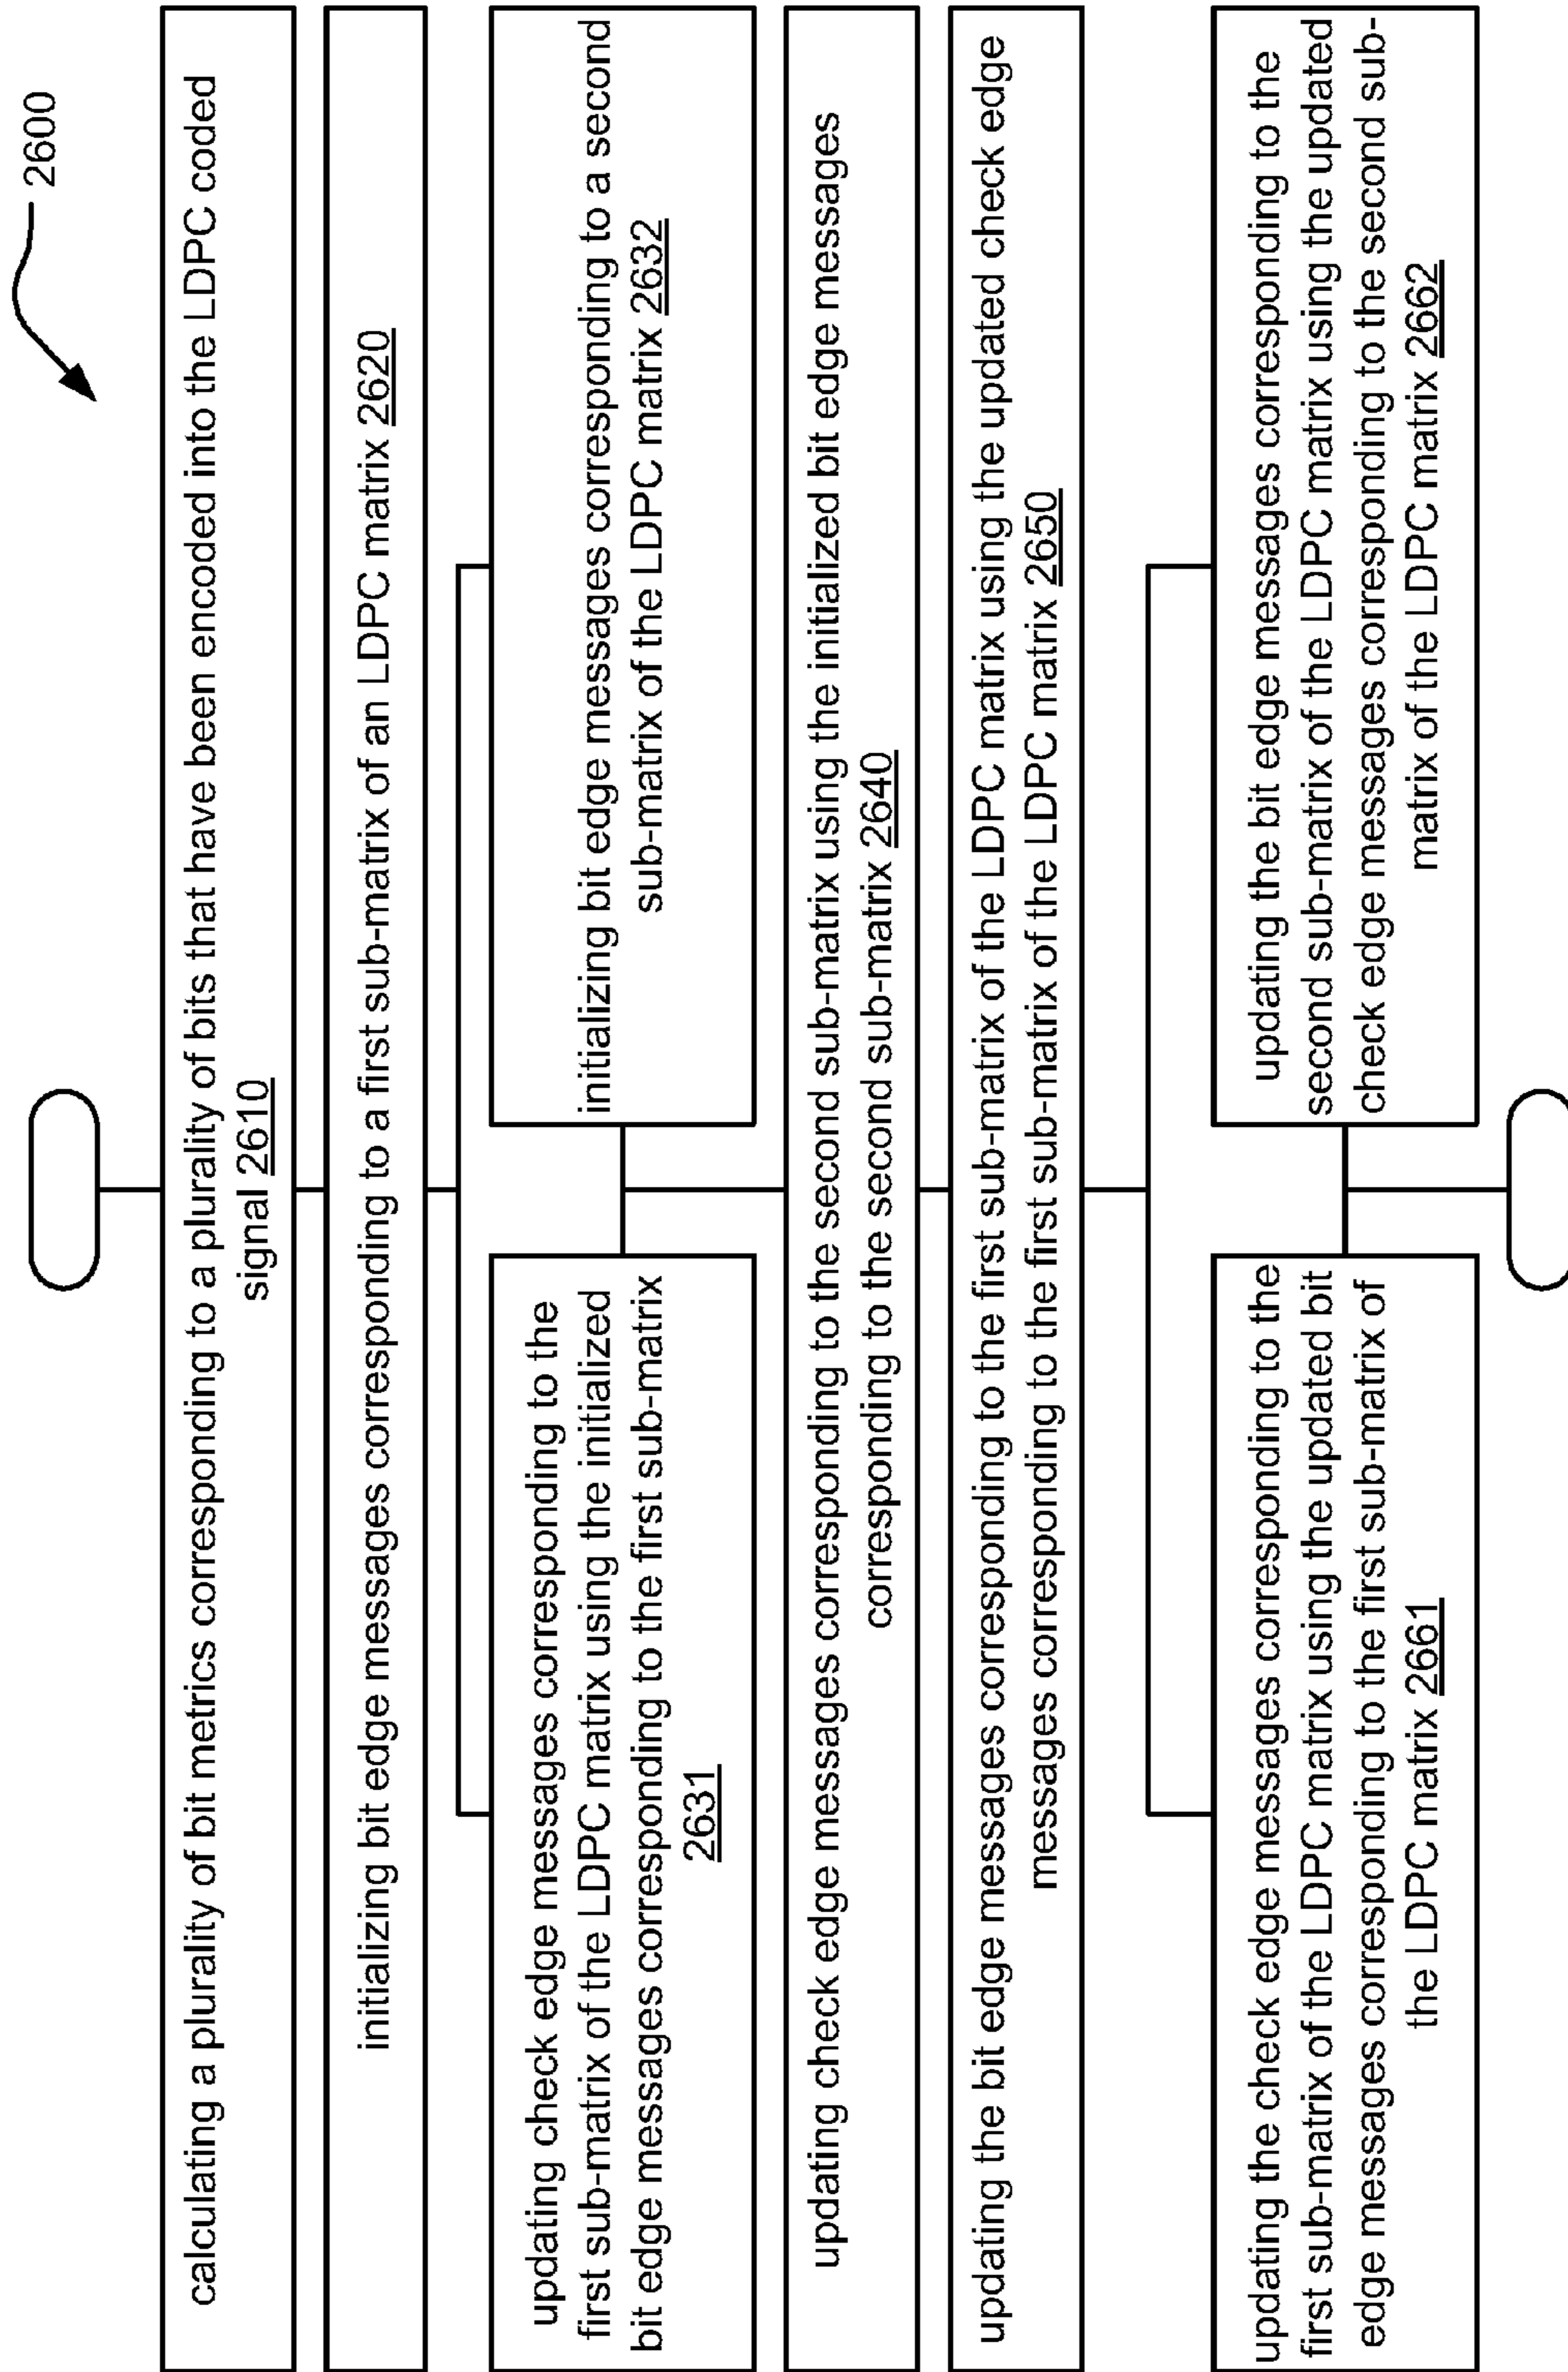 2600
calculating a plurality of bit metrics corresponding to a plurality of bits that have been encoded into the LDPC coded
signal 2610
initializing bit edge messages corresponding to a first sub-matrix of an LDPC matrix 2620
updating check edge messages corresponding to the
first sub-matrix of the LDPC matrix using the initialized
bit edge messages corresponding to the first sub-matrix
2631
initializing bit edge messages corresponding to a second
sub-matrix of the LDPC matrix 2632
updating check edge messages corresponding to the second sub-matrix using the initialized bit edge messages
corresponding to the second sub-matrix 2640
updating the bit edge messages corresponding to the first sub-matrix of the LDPC matrix using the updated check edge
messages corresponding to the first sub-matrix of the LDPC matrix 2650
updating the check edge messages corresponding to the
first sub-matrix of the LDPC matrix using the updated bit
edge messages corresponding to the first sub-matrix of
the LDPC matrix 2661
updating the bit edge messages corresponding to the
second sub-matrix of the LDPC matrix using the updated
check edge messages corresponding to the second sub-
matrix of the LDPC matrix 2662